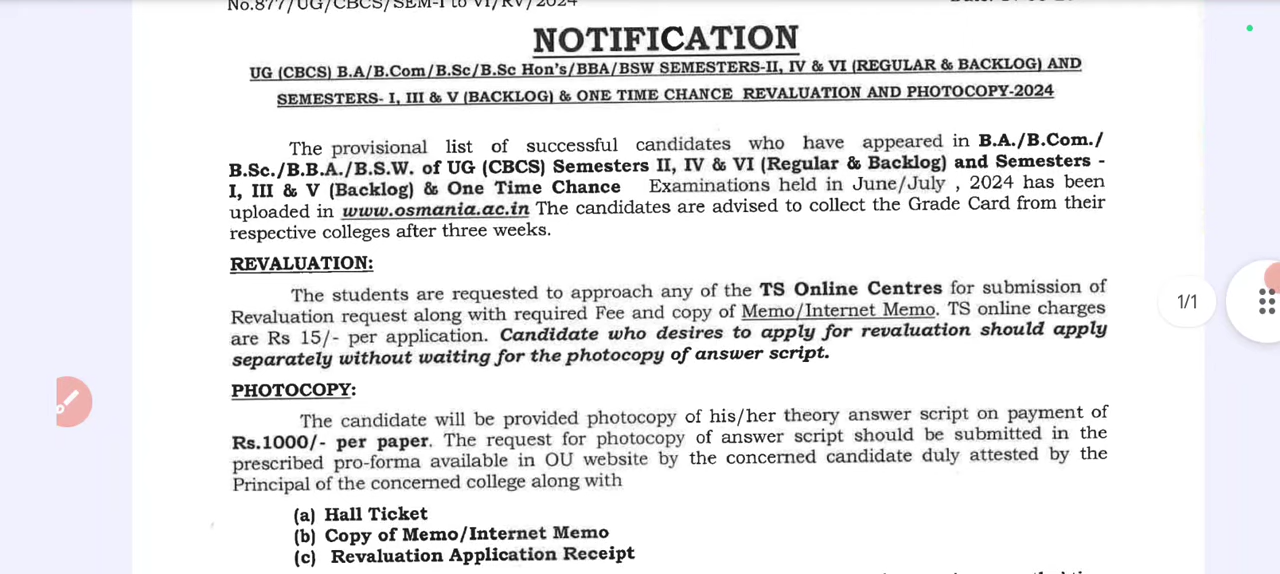 No.877/UG/CBCS/SEM-I to VI/RV/2024
NOTIFICATION
UG (CBCS) B.A/B.Com/B.Sc/B.Sc Hon's/BBA/BSW SEMESTERS-II, IV & VI (REGULAR & BACKLOG) AND
SEMESTERS- I, III & V (BACKLOG) & ONE TIME CHANCE REVALUATION AND PHOTOCOPY-2024
The provisional list of successful candidates who have appeared in B.A./B.Com./
B.Sc./B.B.A./B.S.W. of UG (CBCS) Semesters II, IV & VI (Regular & Backlog) and Semesters -
I, III & V (Backlog) & One Time Chance Examinations held in June/July , 2024 has been
uploaded in www.osmania.ac.in The candidates are advised to collect the Grade Card from their
respective colleges after three weeks.
REVALUATION:
The students are requested to approach any of the TS Online Centres for submission of
Revaluation request along with required Fee and copy of Memo/Internet Memo. TS online charges
are Rs 15/- per application. Candidate who desires to apply for revaluation should apply
separately without waiting for the photocopy of answer script.
1/1
PHOTOCOPY:
The candidate will be provided photocopy of his/her theory answer script on payment of
Rs.1000/- per paper. The request for photocopy of answer script should be submitted in the
prescribed pro-forma available in OU website by the concerned candidate duly attested by the
Principal of the concerned college along with
(a) Hall Ticket
(b) Copy of Memo/Internet Memo
(c) Revaluation Application Receipt